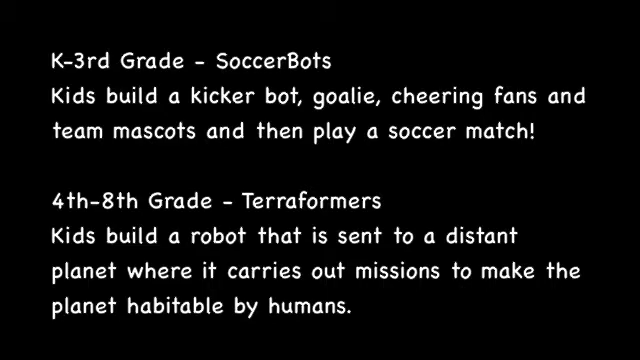 K-3rd Grade - SoccerBots
Kids build a kicker bot, goalie, cheering fans and
team mascots and then play a soccer match!
4th-8th Grade - Terraformers
Kids build a robot that is sent to a distant
planet where it carries out missions to make the
planet habitable by humans.